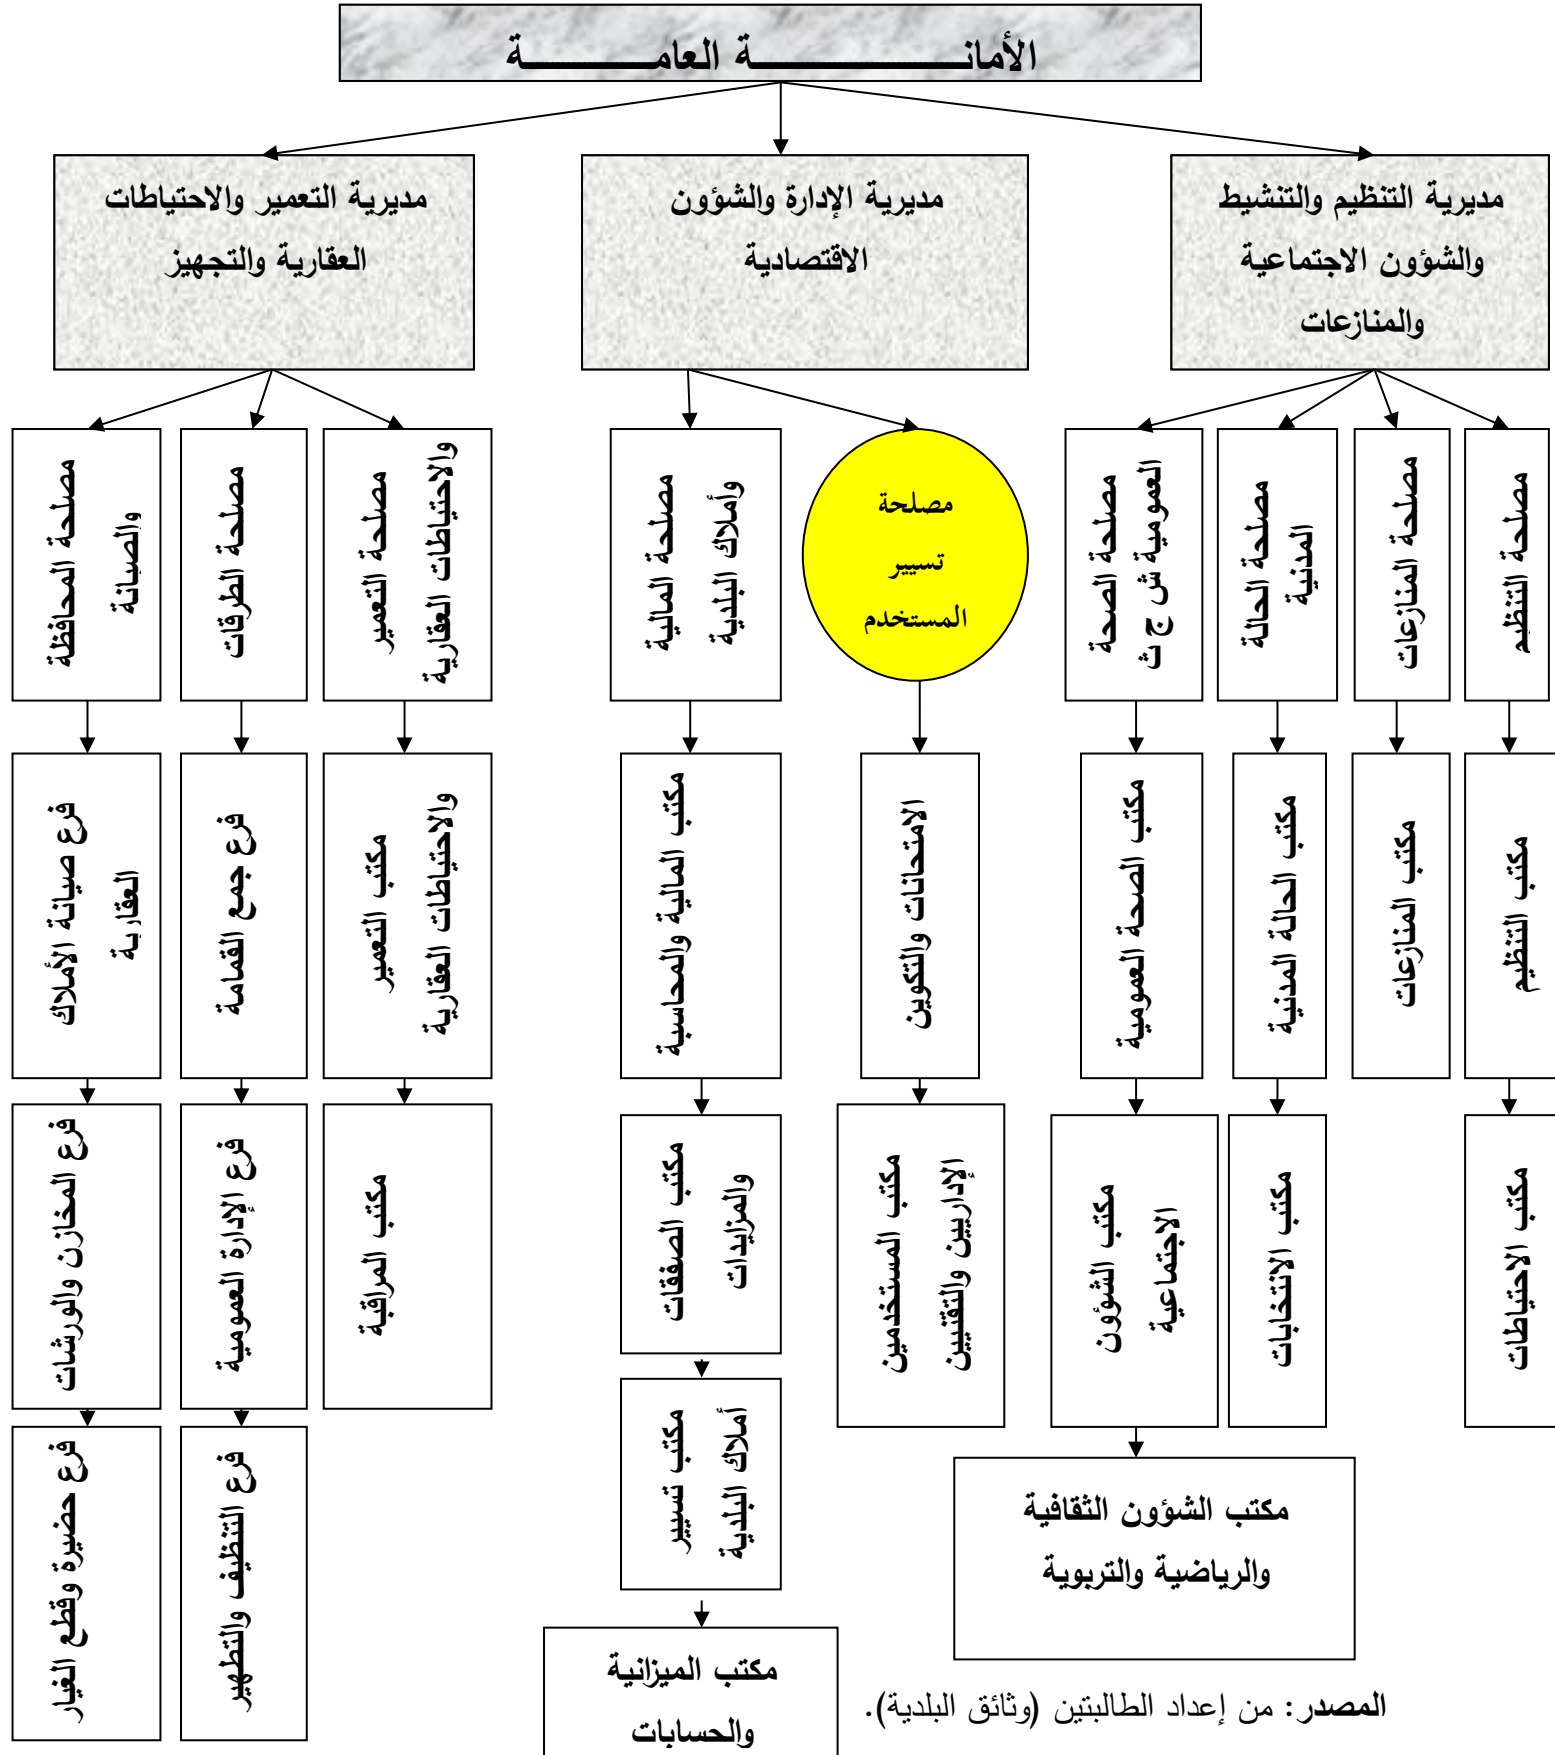 الأمانـــــــــة العامـــــــة
مديرية التنظيم والتنشيط
والشؤون الاجتماعية
والمنازعات
مديرية الإدارة والشؤون
الاقتصادية
مديرية التعمير والاحتياطات
العقارية والتجهيز
مصلحة التنظيم
مصلحة المنازعات
مصلحة الحالة
المدنية
مصلحة الصحة
العمومية ش ج ث
مصلحة
تسيير
المستخدم
مصلحة المالية
وأملاك البلدية
مصلحة التعمير
والاحتياطات العقارية
مصلحة الطرقات
مصلحة المحافظة
والصيانة
مكتب التنظيم
مكتب المنازعات
مكتب الحالة المدنية
مكتب الصحة العمومية
الامتحانات والتكوين
مكتب المالية والمحاسبة
مكتب التعمير
والاحتياطات العقارية
فرع جمع القمامة
فرع صيانة الأملاك
العقارية
مكتب الاحتياطات
مكتب الانتخابات
مكتب الشؤون
الاجتماعية
مكتب المستخدمين
الإداريين والتقنيين
مكتب الصفقات
والمزايدات
مكتب المراقبة
فرع الإدارة العمومية
فرع المخازن والورشات
مكتب الشؤون الثقافية
والرياضية والتربوية
مكتب تسيير
أملاك البلدية
فرع التنظيف والتطهير
فرع حضيرة وقطع الغيار
مكتب الميزانية
والحسابات
المصدر: من إعداد الطالبتين (وثائق البلدية).